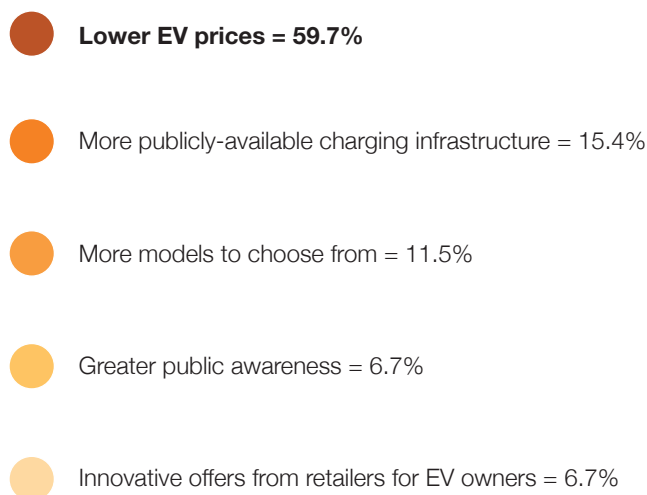 Lower EV prices = 59.7%
More publicly-available charging infrastructure = 15.4%
More models to choose from = 11.5%
Greater public awareness = 6.7%
Innovative offers from retailers for EV owners = 6.7%